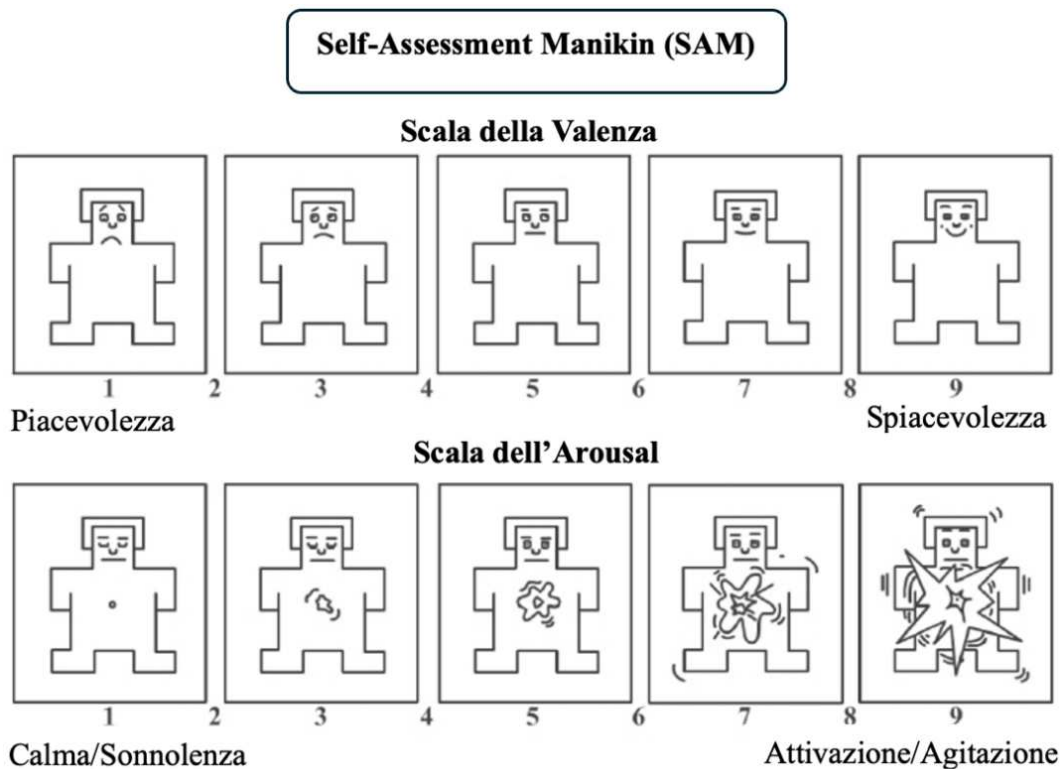 Self-Assessment Manikin (SAM)
Scala della Valenza
1 2 3 4 5 6 7 8 9
Piacevolezza Spiacevolezza
Scala dell’Arousal
1 2 3 4 5 6 7 8 9
Calma/Sonnolenza Attivazione/Agitazione